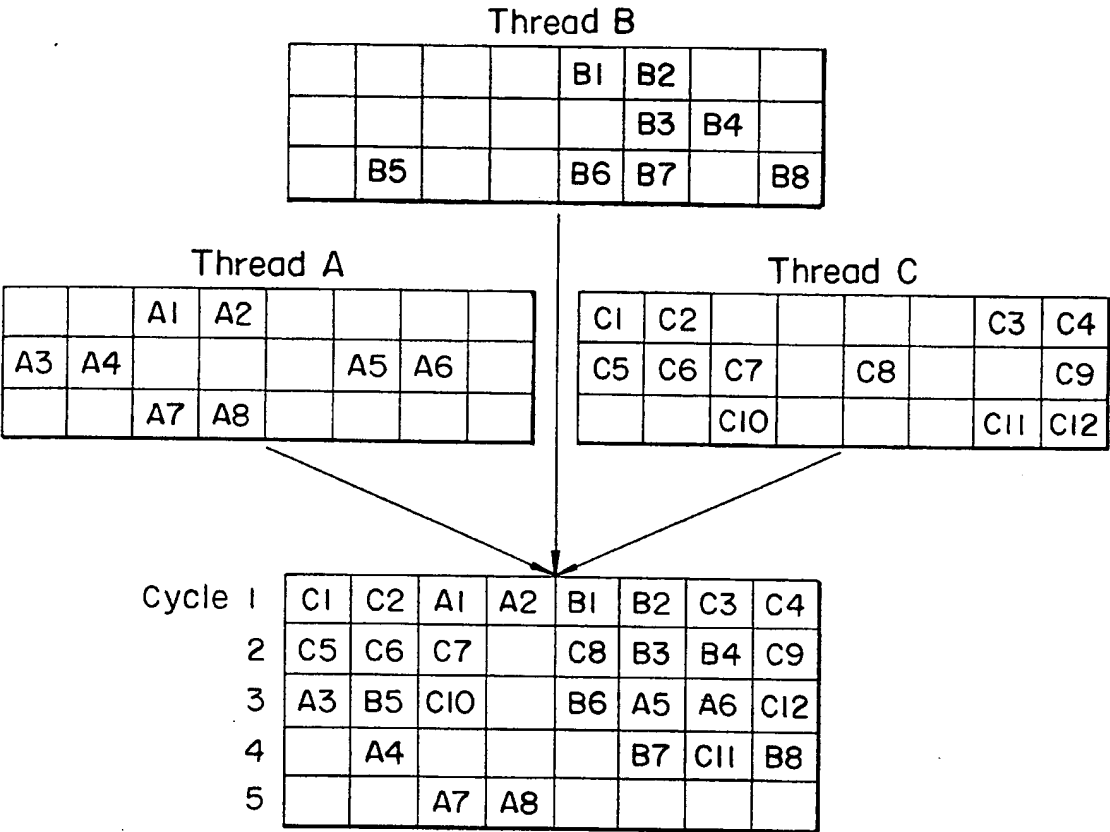 Thread B
B1 B2
B3 B4
B5 B6 B7 B8
Thread A
A1 A2
A3 A4 A5 A6
A7 A8
Thread C
C1 C2 C3 C4
C5 C6 C7 C8 C9
C10 C11 C12
Cycle 1 C1 C2 A1 A2 B1 B2 C3 C4
2 C5 C6 C7 C8 B3 B4 C9
3 A3 B5 C10 B6 A5 A6 C12
4 A4 B7 C11 B8
5 A7 A8